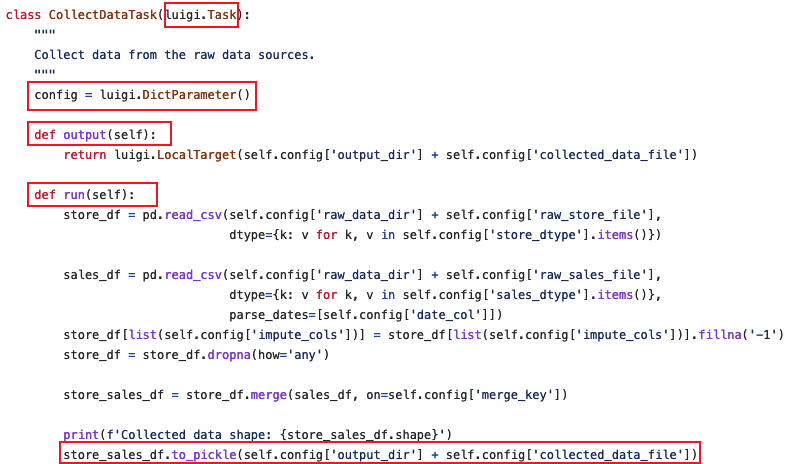 class CollectDataTask(luigi.Task):
    """
    Collect data from the raw data sources.
    """
    config = luigi.DictParameter()

    def output(self):
        return luigi.LocalTarget(self.config['output_dir'] + self.config['collected_data_file'])

    def run(self):
        store_df = pd.read_csv(self.config['raw_data_dir'] + self.config['raw_store_file'],
                               dtype={k: v for k, v in self.config['store_dtype'].items()})

        sales_df = pd.read_csv(self.config['raw_data_dir'] + self.config['raw_sales_file'],
                               dtype={k: v for k, v in self.config['sales_dtype'].items()},
                               parse_dates=[self.config['date_col']])
        store_df[list(self.config['impute_cols'])] = store_df[list(self.config['impute_cols'])].fillna('-1')
        store_df = store_df.dropna(how='any')

        store_sales_df = store_df.merge(sales_df, on=self.config['merge_key'])

        print(f'Collected data shape: {store_sales_df.shape}')
        store_sales_df.to_pickle(self.config['output_dir'] + self.config['collected_data_file'])